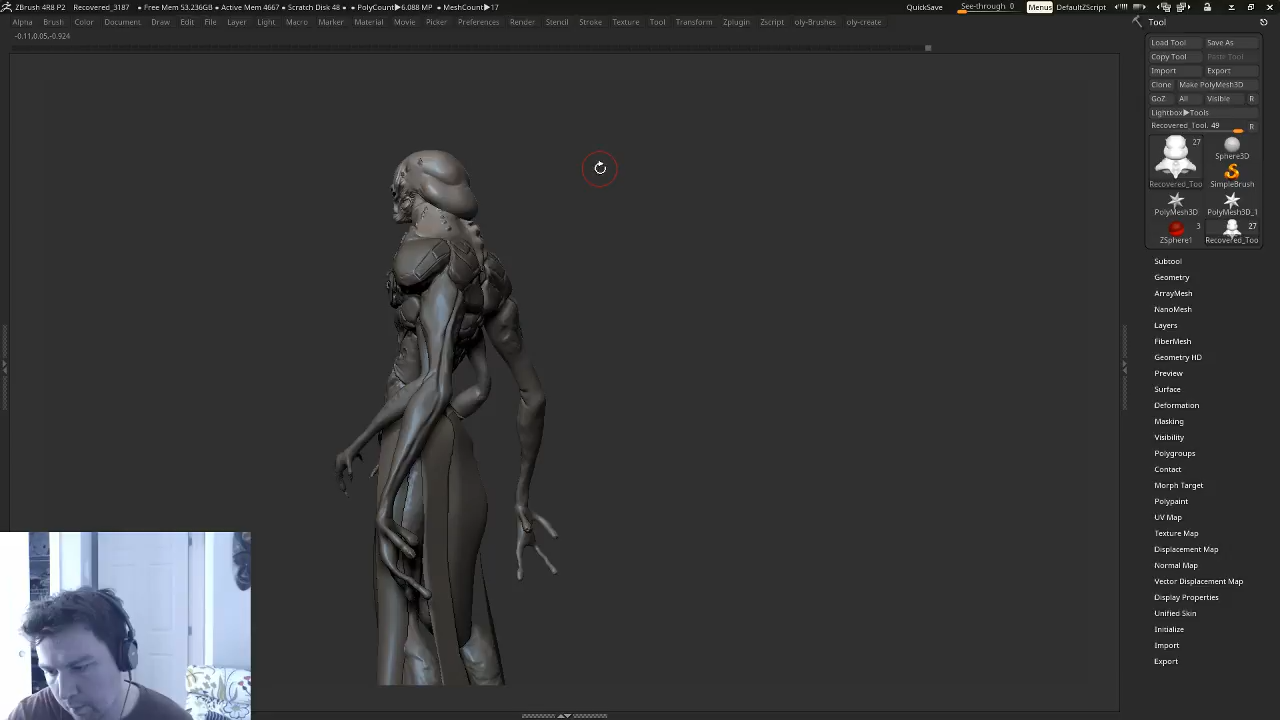 ZBrush 4R8 P2 Recovered_3187 • Free Mem 53.236GB • Active Mem 4667 • Scratch Disk 48 • PolyCount▶6.088 MP • MeshCount▶17 QuickSave See-through 0 Menus DefaultZScript
Alpha Brush Color Document Draw Edit File Layer Light Macro Marker Material Movie Picker Preferences Render Stencil Stroke Texture Tool Transform Zplugin Zscript oly-Brushes oly-create
-0.11,0.05,-0.924
Tool
Load Tool Save As
Copy Tool Paste Tool
Import Export
Clone Make PolyMesh3D
GoZ All Visible R
Lightbox▶Tools
Recovered_Tool. 49 R
27
Recovered_Too Sphere3D
SimpleBrush
PolyMesh3D PolyMesh3D_1
3 27
ZSphere1 Recovered_Too
Subtool
Geometry
ArrayMesh
NanoMesh
Layers
FiberMesh
Geometry HD
Preview
Surface
Deformation
Masking
Visibility
Polygroups
Contact
Morph Target
Polypaint
UV Map
Texture Map
Displacement Map
Normal Map
Vector Displacement Map
Display Properties
Unified Skin
Initialize
Import
Export